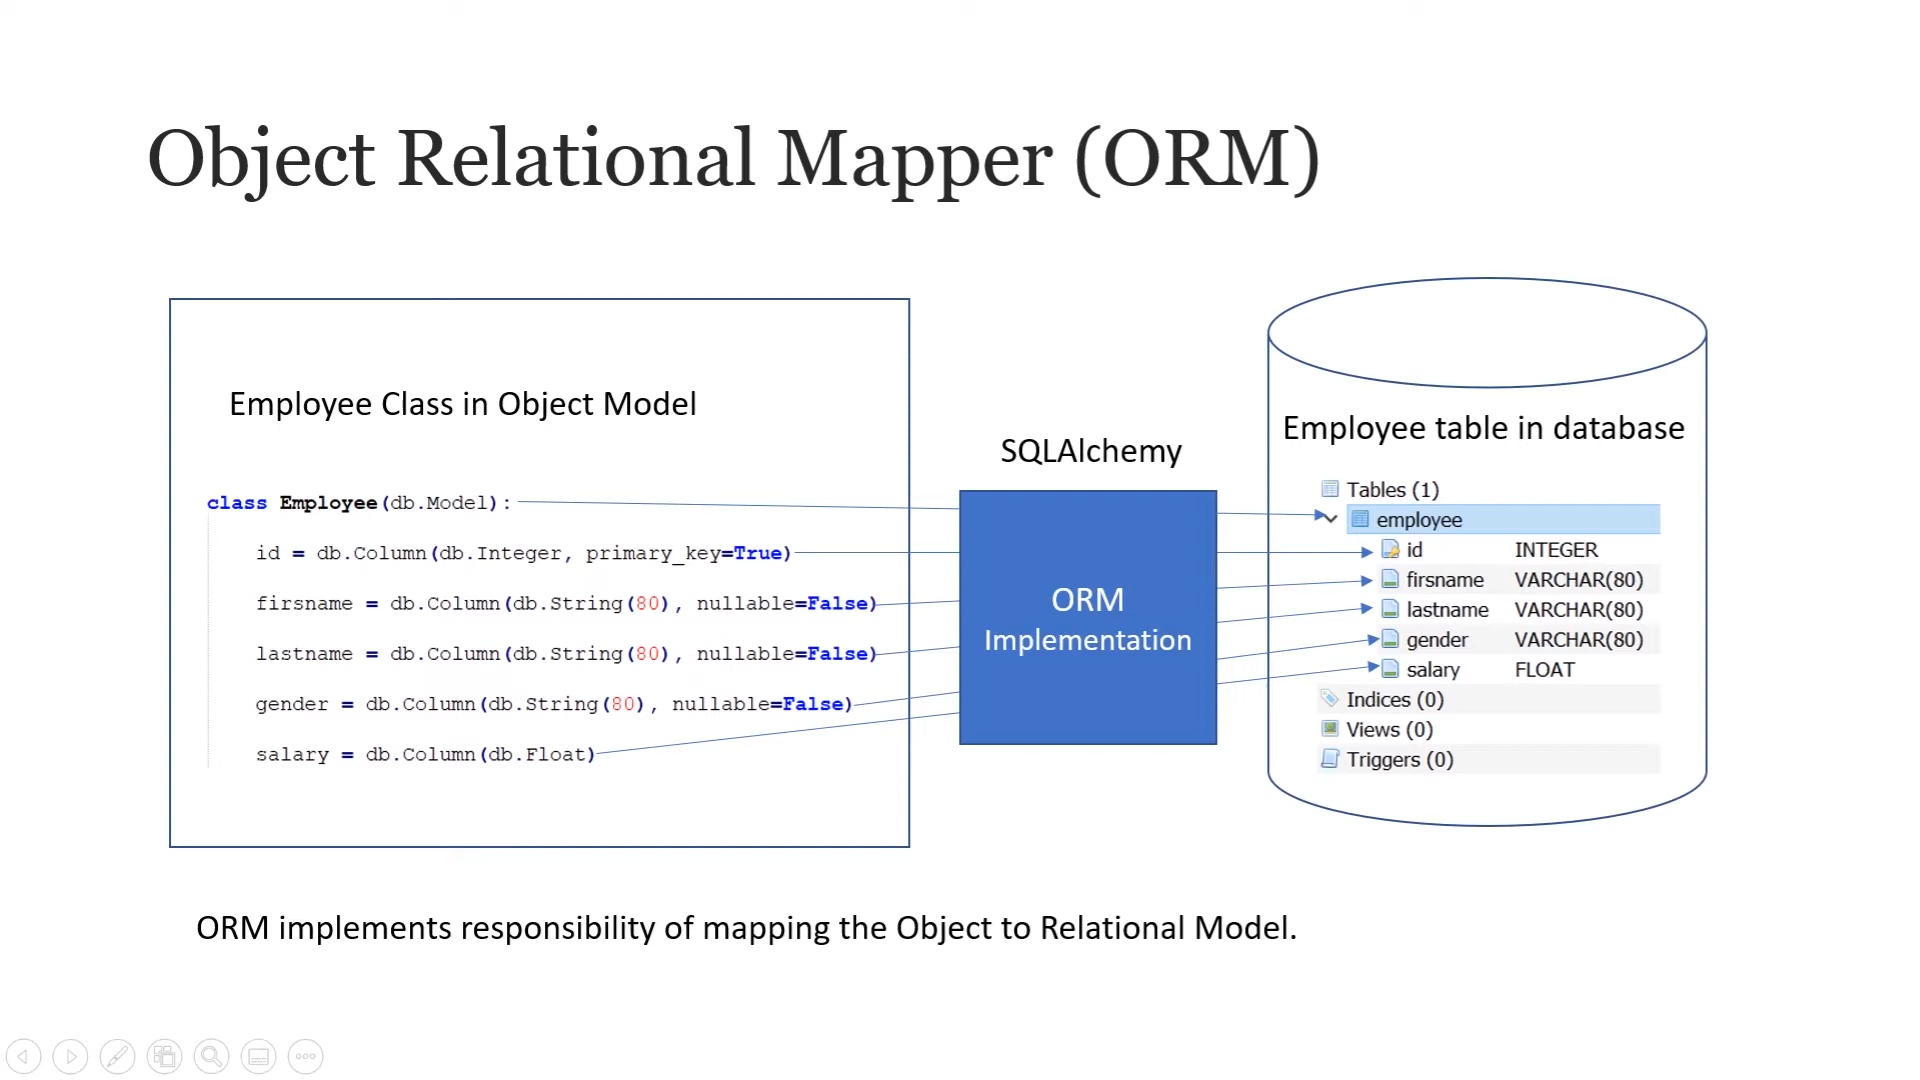 Object Relational Mapper (ORM)
Employee Class in Object Model
class Employee(db.Model):
id = db.Column(db.Integer, primary_key=True)
firsname = db.Column(db.String(80), nullable=False)
lastname = db.Column(db.String(80), nullable=False)
gender = db.Column(db.String(80), nullable=False)
salary = db.Column(db.Float)
SQLAlchemy
ORM
Implementation
Employee table in database
Tables (1)
employee
id INTEGER
firsname VARCHAR(80)
lastname VARCHAR(80)
gender VARCHAR(80)
salary FLOAT
Indices (0)
Views (0)
Triggers (0)
ORM implements responsibility of mapping the Object to Relational Model.